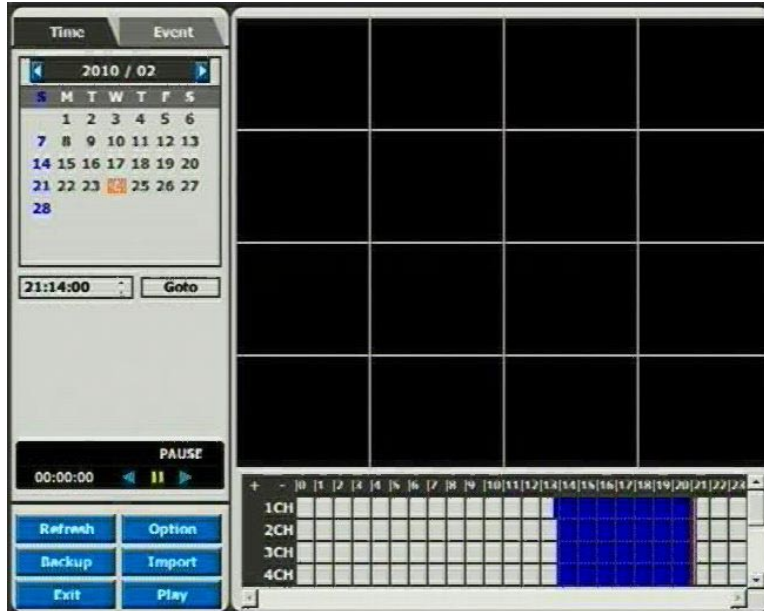 Time Event
2010 / 02
S M T W T F S
1 2 3 4 5 6
7 8 9 10 11 12 13
14 15 16 17 18 19 20
21 22 23 24 25 26 27
28
21:14:00 Goto
PAUSE
00:00:00
+ - |0 |1 |2 |3 |4 |5 |6 |7 |8 |9 |10|11|12|13|14|15|16|17|18|19|20|21|22|23
1CH
2CH
3CH
4CH
Refresh Option
Backup Import
Exit Play